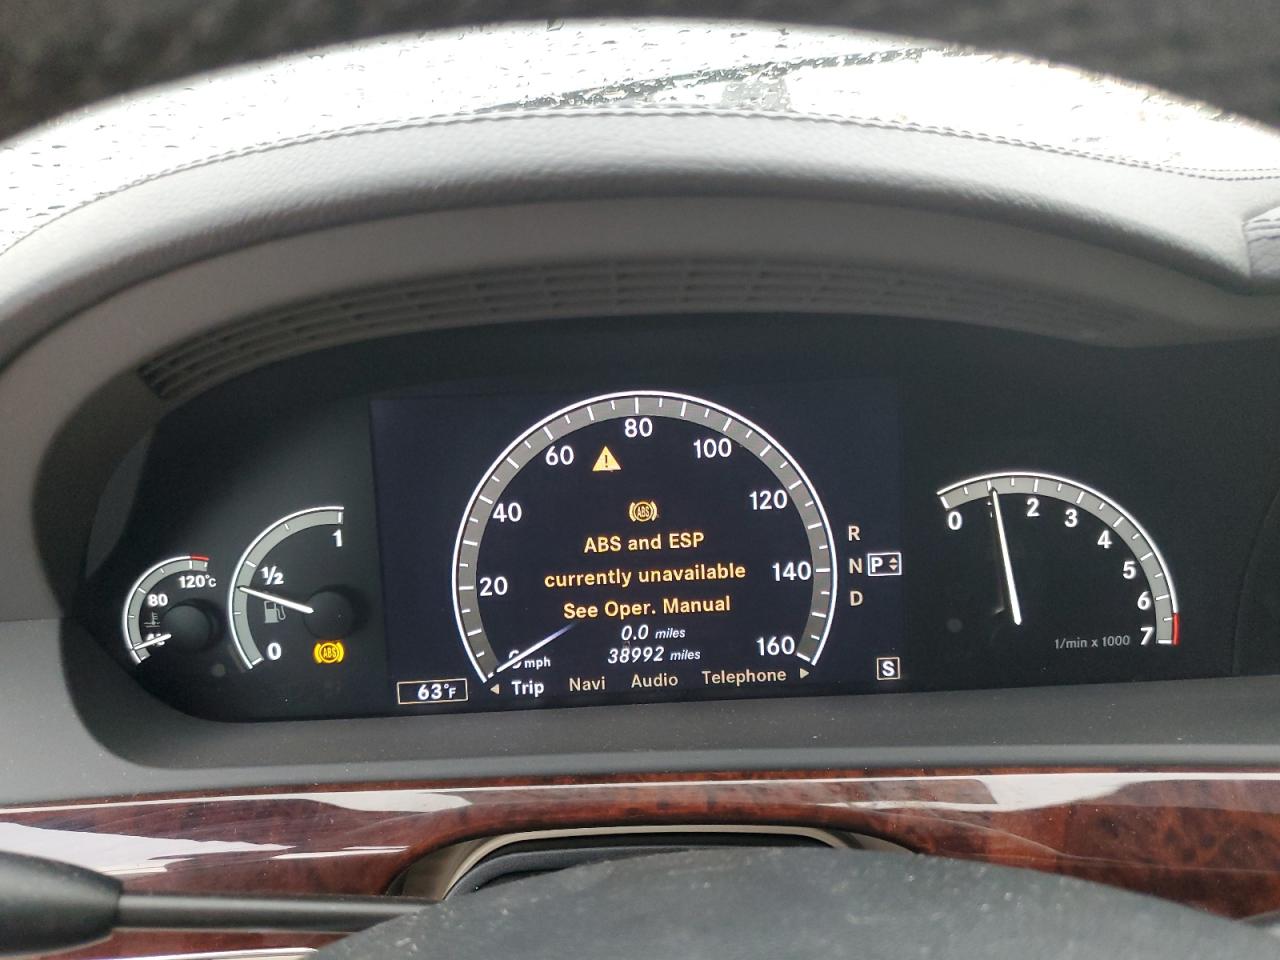 80
60
100
40
120
20
140
160
mph
ABS
ABS and ESP
currently unavailable
See Oper. Manual
0.0 miles
38992 miles
Trip Navi Audio Telephone
63°F
120°C
80
1
1/2
0
ABS
R
N P
D
S
0
2
3
4
5
6
7
1/min x 1000